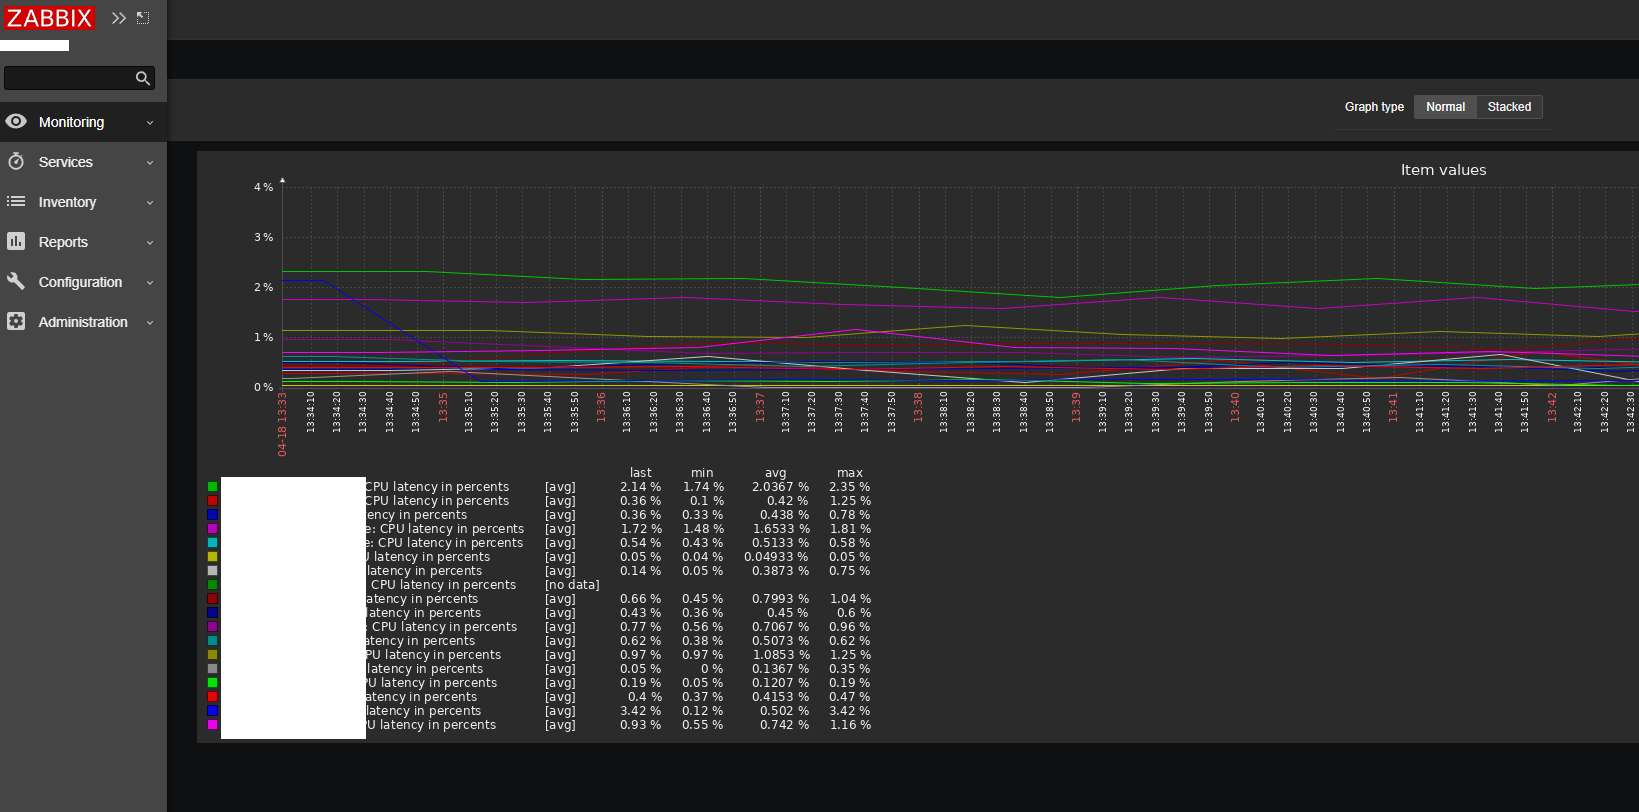 ZABBIX
Monitoring
Services
Inventory
Reports
Configuration
Administration
Graph type Normal Stacked
Item values
4 %
3 %
2 %
1 %
0 %
04-18 13:33 13:34:10 13:34:20 13:34:30 13:34:40 13:34:50 13:35 13:35:10 13:35:20 13:35:30 13:35:40 13:35:50 13:36 13:36:10 13:36:20 13:36:30 13:36:40 13:36:50 13:37 13:37:10 13:37:20 13:37:30 13:37:40 13:37:50 13:38 13:38:10 13:38:20 13:38:30 13:38:40 13:38:50 13:39 13:39:10 13:39:20 13:39:30 13:39:40 13:39:50 13:40 13:40:10 13:40:20 13:40:30 13:40:40 13:40:50 13:41 13:41:10 13:41:20 13:41:30 13:41:40 13:41:50 13:42 13:42:10 13:42:20 13:42:30
last min avg max
CPU latency in percents [avg] 2.14 % 1.74 % 2.0367 % 2.35 %
CPU latency in percents [avg] 0.36 % 0.1 % 0.42 % 1.25 %
tency in percents [avg] 0.36 % 0.33 % 0.438 % 0.78 %
e: CPU latency in percents [avg] 1.72 % 1.48 % 1.6533 % 1.81 %
e: CPU latency in percents [avg] 0.54 % 0.43 % 0.5133 % 0.58 %
U latency in percents [avg] 0.05 % 0.04 % 0.04933 % 0.05 %
latency in percents [avg] 0.14 % 0.05 % 0.3873 % 0.75 %
CPU latency in percents [no data]
atency in percents [avg] 0.66 % 0.45 % 0.7993 % 1.04 %
latency in percents [avg] 0.43 % 0.36 % 0.45 % 0.6 %
: CPU latency in percents [avg] 0.77 % 0.56 % 0.7067 % 0.96 %
atency in percents [avg] 0.62 % 0.38 % 0.5073 % 0.62 %
PU latency in percents [avg] 0.97 % 0.97 % 1.0853 % 1.25 %
latency in percents [avg] 0.05 % 0 % 0.1367 % 0.35 %
PU latency in percents [avg] 0.19 % 0.05 % 0.1207 % 0.19 %
atency in percents [avg] 0.4 % 0.37 % 0.4153 % 0.47 %
latency in percents [avg] 3.42 % 0.12 % 0.502 % 3.42 %
PU latency in percents [avg] 0.93 % 0.55 % 0.742 % 1.16 %